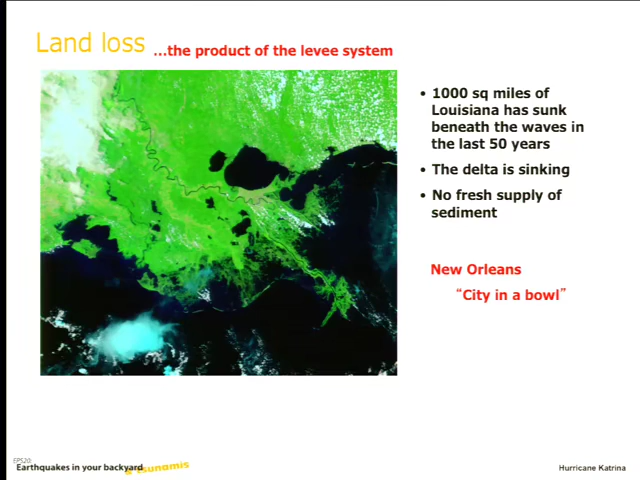 Land loss ...the product of the levee system
• 1000 sq miles of
Louisiana has sunk
beneath the waves in
the last 50 years
• The delta is sinking
• No fresh supply of
sediment
New Orleans
“City in a bowl”
EPS20:
Earthquakes in your backyard & tsunamis
Hurricane Katrina